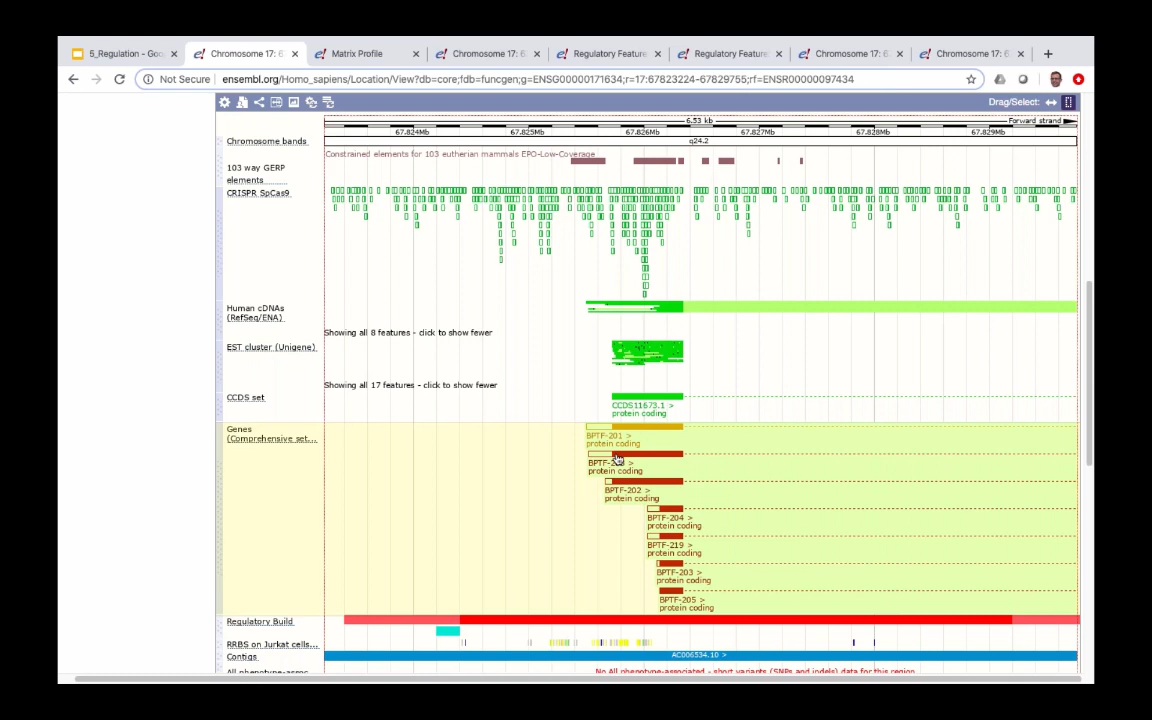 5_Regulation - Goo
Chromosome 17: 6
Matrix Profile
Chromosome 17: 6
Regulatory Feature
Regulatory Feature:
Chromosome 17: 6
Chromosome 17: 6
Not Secure | ensembl.org/Homo_sapiens/Location/View?db=core;fdb=funcgen;g=ENSG00000171634;r=17:67823224-67829755;rf=ENSR00000097434
Drag/Select:
6.53 kb
Forward strand
67.824Mb 67.825Mb 67.826Mb 67.827Mb 67.828Mb 67.829Mb
Chromosome bands
q24.2
Constrained elements for 103 eutherian mammals EPO-Low-Coverage
103 way GERP
elements
CRISPR SpCas9
Human cDNAs
(RefSeq/ENA)
Showing all 8 features - click to show fewer
EST cluster (Unigene)
Showing all 17 features - click to show fewer
CCDS set
CCDS11673.1 >
protein coding
Genes
(Comprehensive set...
BPTF-201 >
protein coding
protein coding
BPTF-202 >
protein coding
BPTF-204 >
protein coding
BPTF-219 >
protein coding
BPTF-203 >
protein coding
BPTF-205 >
protein coding
Regulatory Build
RRBS on Jurkat cells...
Contigs
AC006534.10 >
All phenotype-assoc
No All phenotype-associated - short variants (SNPs and indels) data for this region